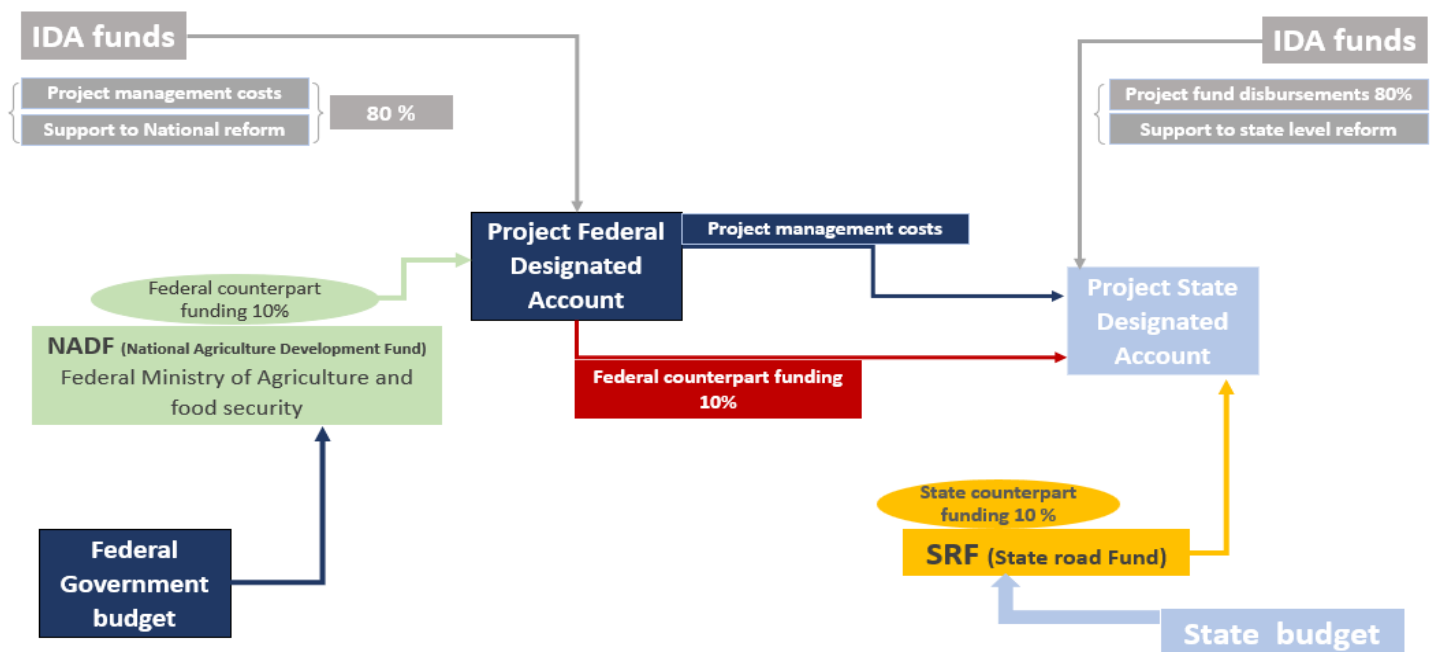 IDA funds
Project management costs
Support to National reform
80 %
IDA funds
Project fund disbursements 80%
Support to state level reform
Project Federal
Designated
Account
Project management costs
Project State
Designated
Account
Federal counterpart
funding 10%
NADF (National Agriculture Development Fund)
Federal Ministry of Agriculture and
food security
Federal counterpart funding
10%
State counterpart
funding 10 %
SRF (State road Fund)
Federal
Government
budget
State budget